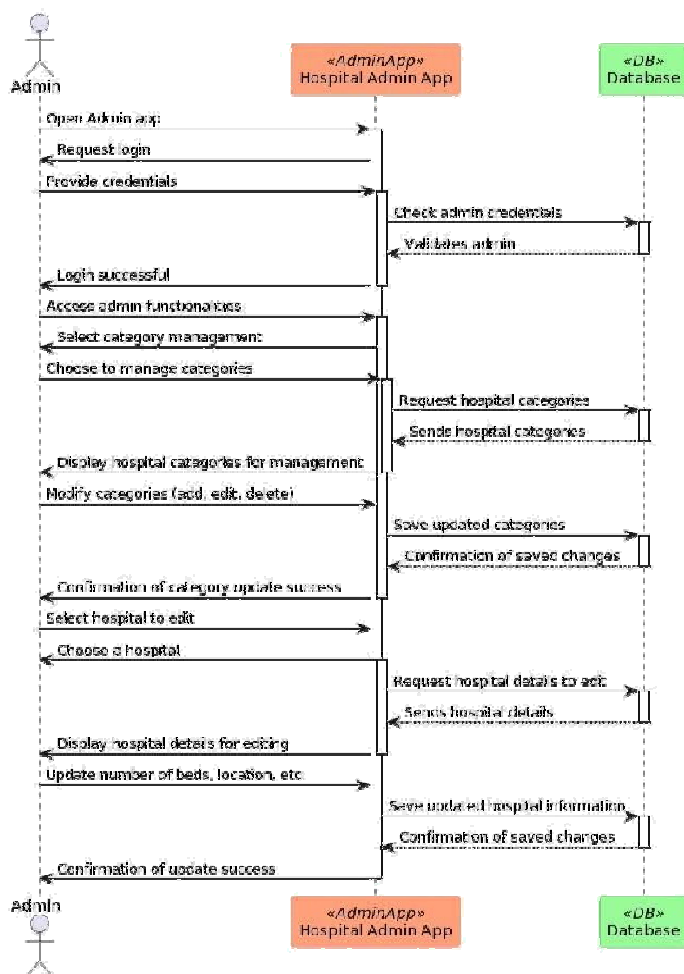 «AdminApp»
«DB»
Admin
Hospital Admin App
Database
Open Admin app
Request login
Provide credentials
Check admin credentials
Validates admin
Login successful
Access admin functionalities
Select category management
Choose to manage categories
Request hospital categories
Sends hospital categories
Display hospital categories for management
Modify categories (add, edit, delete)
Save updated categories
Confirmation of saved changes
Confirmation of category update success
Select hospital to edit
Choose a hospital
Request hospital details to edit
Sends hospital details
Display hospital details for editing
Update number of beds, location, etc
Save updated hospital information
Confirmation of saved changes
Confirmation of update success
Admin
«AdminApp»
«DB»
Hospital Admin App
Database